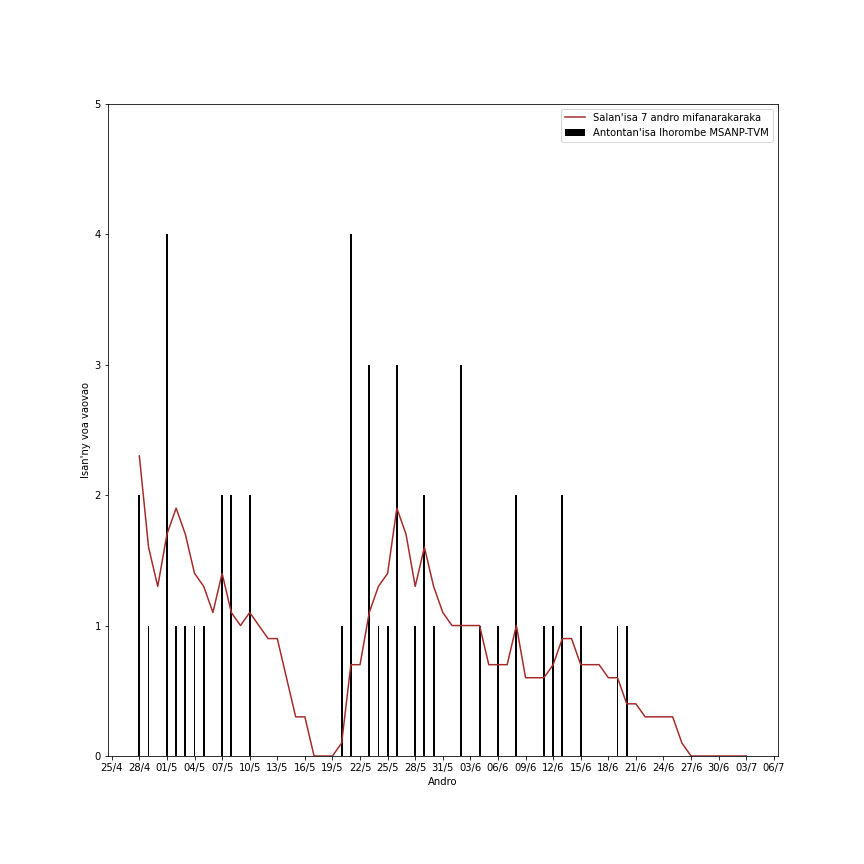 5
Salan'isa 7 andro mifanarakaraka
Antontan'isa Ihorombe MSANP-TVM
4
3
2
1
0
Isan'ny voa vaovao
25/4 28/4 01/5 04/5 07/5 10/5 13/5 16/5 19/5 22/5 25/5 28/5 31/5 03/6 06/6 09/6 12/6 15/6 18/6 21/6 24/6 27/6 30/6 03/7 06/7
Andro